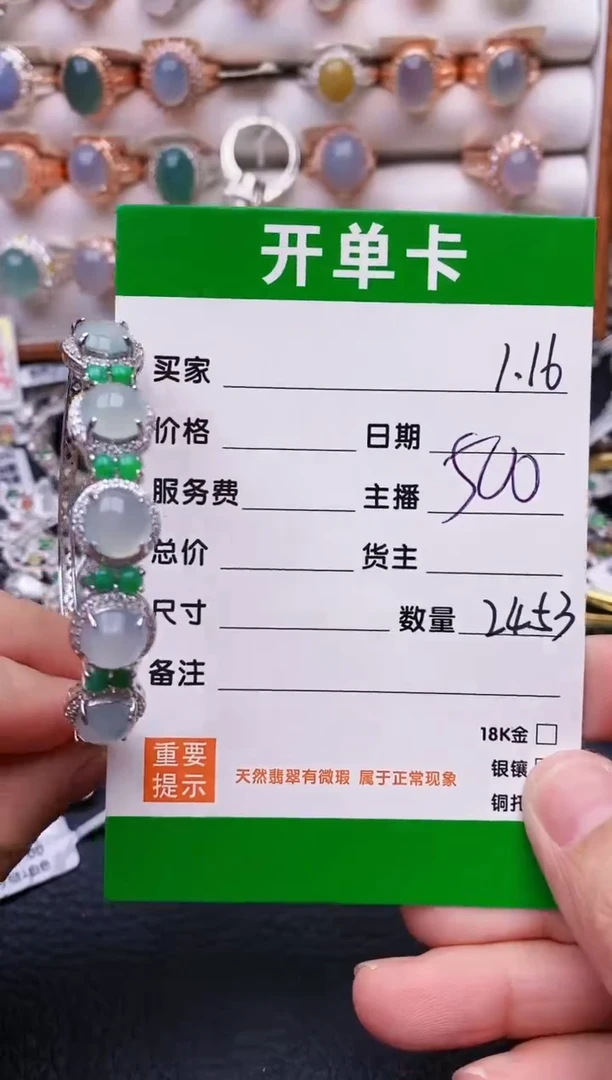 开单卡
买家 1.16
价格 日期
服务费 主播 500
总价 货主
尺寸 数量 2453
备注
18K金
重要提示 天然翡翠有微瑕 属于正常现象
银镶
铜托